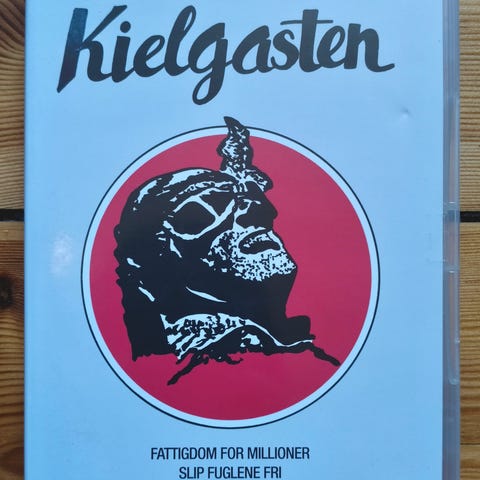 Kielgasten
FATTIGDOM FOR MILLIONER
SLIP FUGLENE FRI